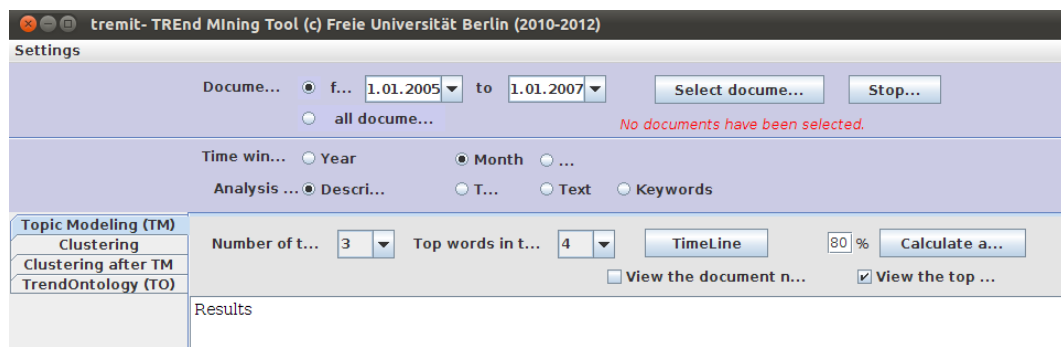 tremit- TREnd MIning Tool (c) Freie Universität Berlin (2010-2012)
Settings
Docume... f... 1.01.2005 to 1.01.2007 Select docume... Stop...
all docume... No documents have been selected.
Time win... Year Month ...
Analysis ... Descri... T... Text Keywords
Topic Modeling (TM)
Clustering
Clustering after TM
TrendOntology (TO)
Number of t... 3 Top words in t... 4 TimeLine 80 % Calculate a...
View the document n... View the top ...
Results